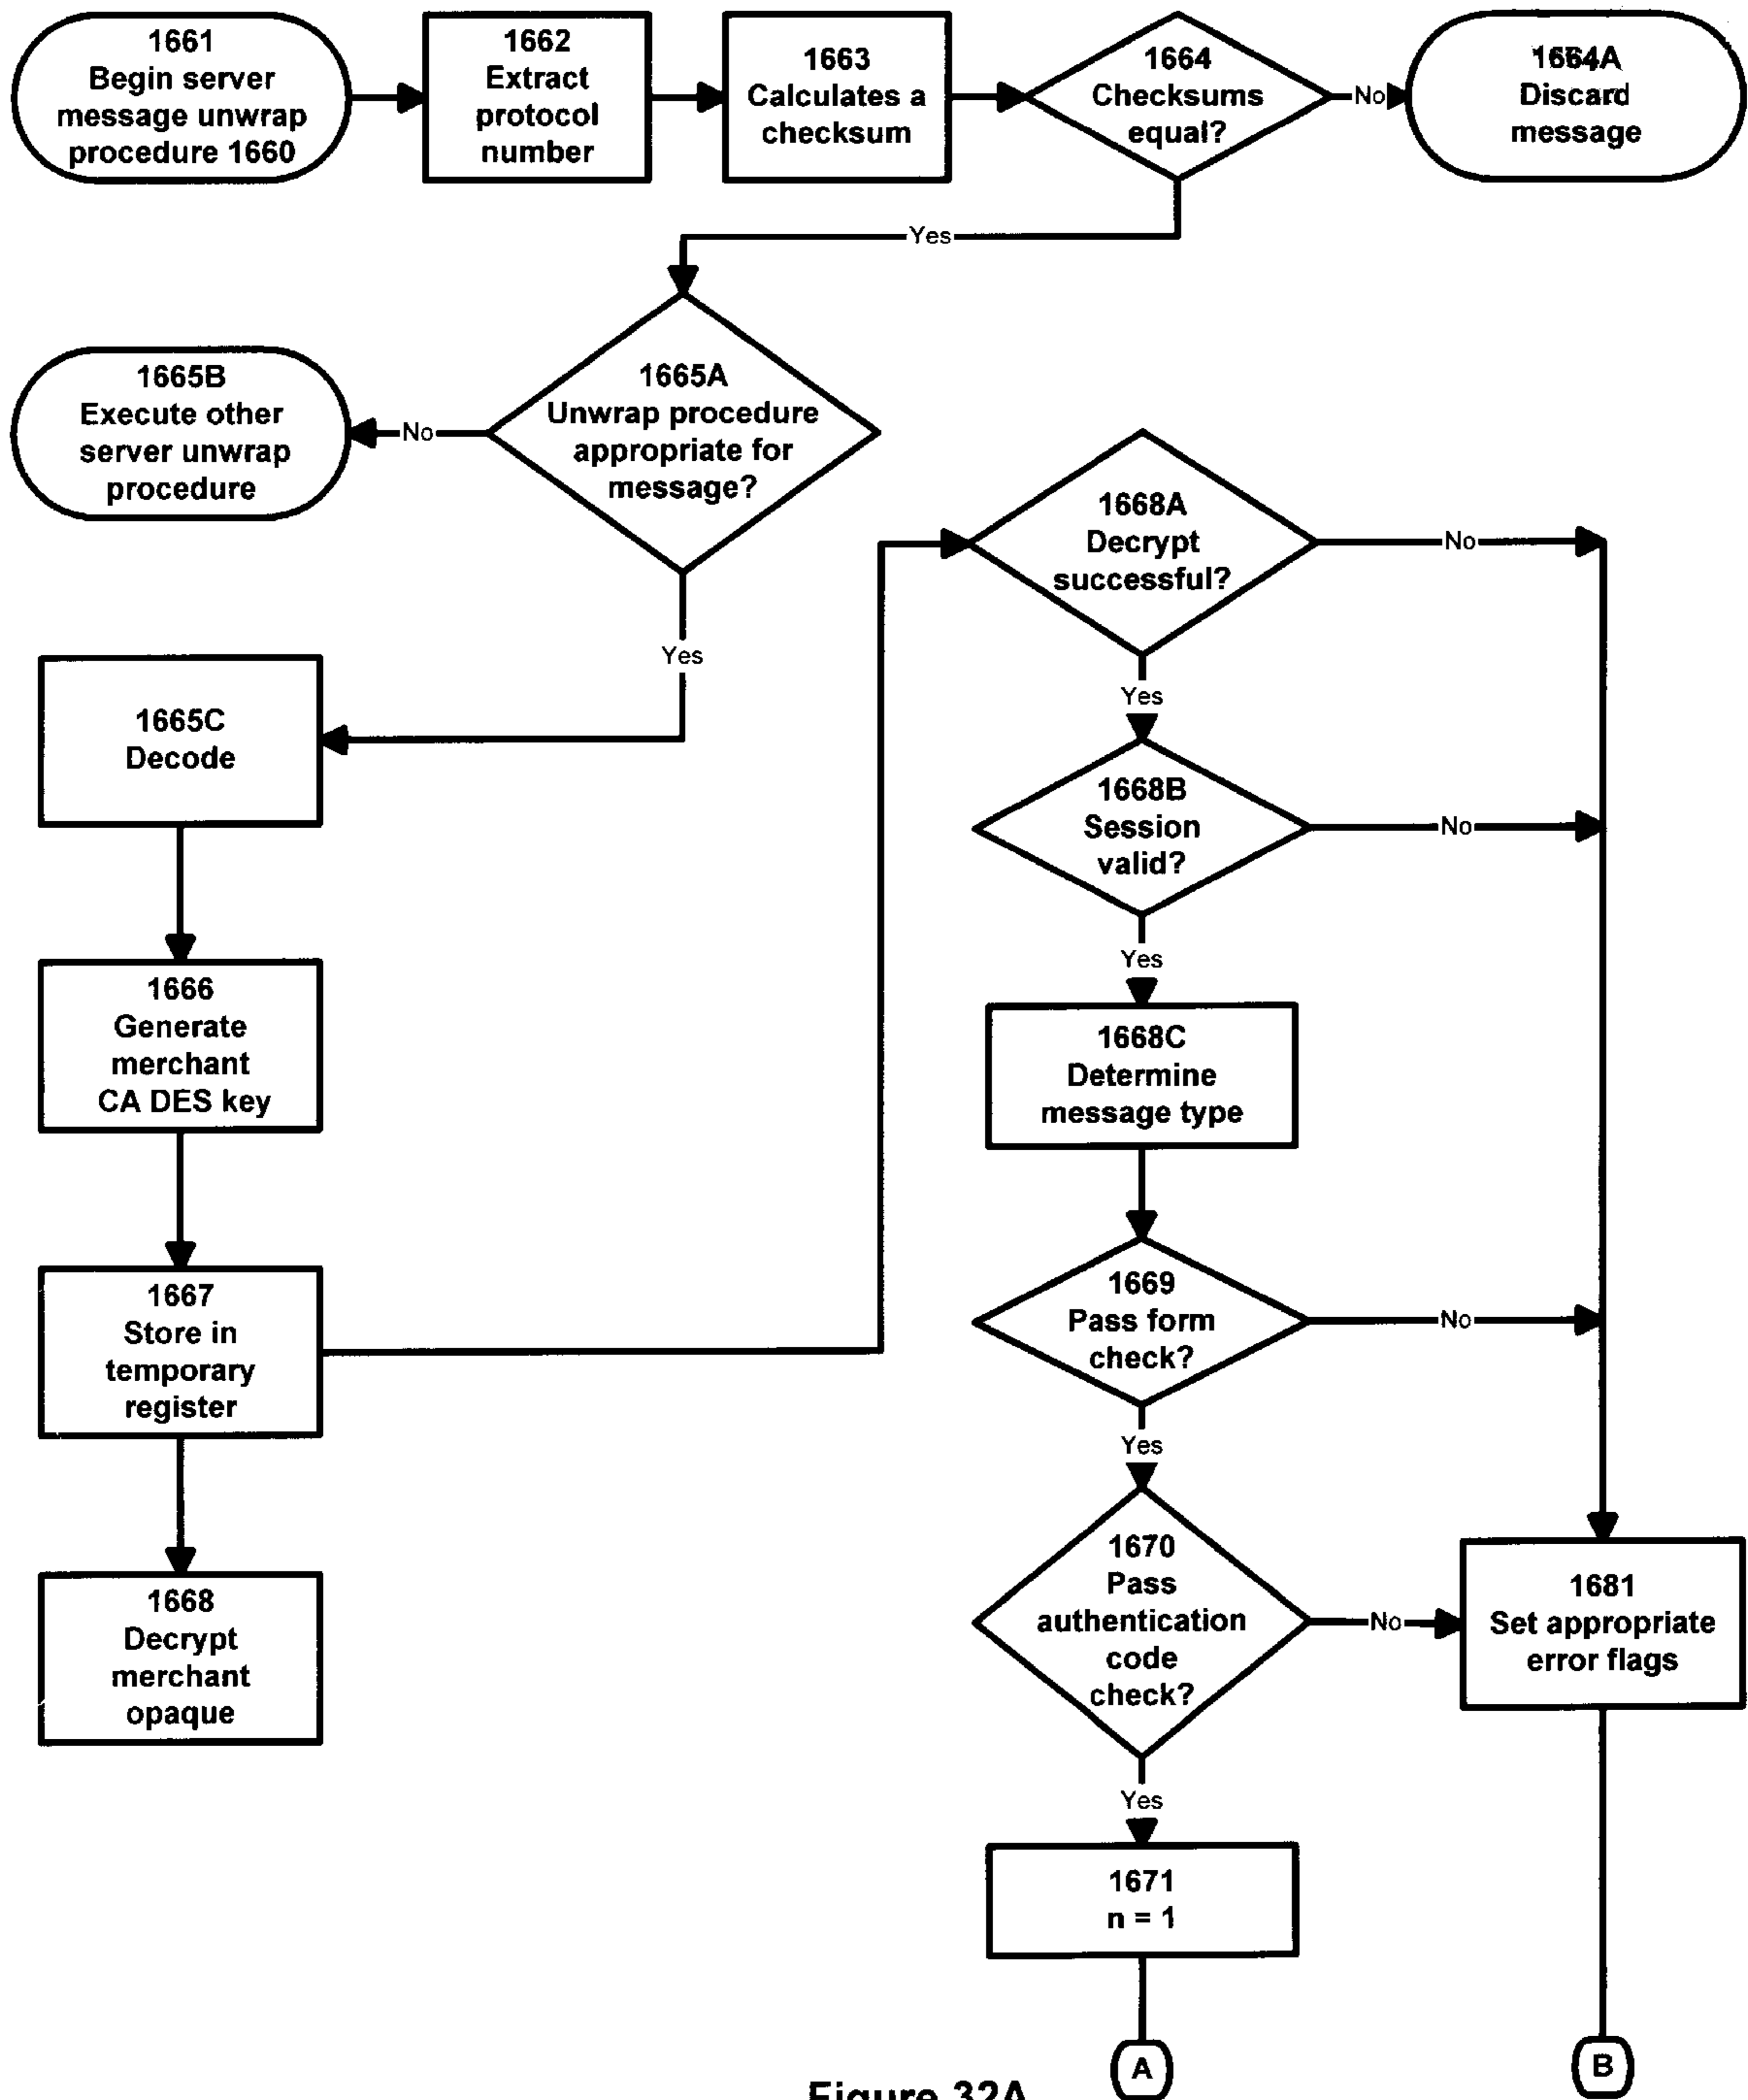 1661
Begin server
message unwrap
procedure 1660
1662
Extract
protocol
number
1663
Calculates a
checksum
1664
Checksums
equal?
No
1664A
Discard
message
Yes
1665A
Unwrap procedure
appropriate for
message?
No
1665B
Execute other
server unwrap
procedure
Yes
1665C
Decode
1666
Generate
merchant
CA DES key
1667
Store in
temporary
register
1668
Decrypt
merchant
opaque
1668A
Decrypt
successful?
No
Yes
1668B
Session
valid?
No
Yes
1668C
Determine
message type
1669
Pass form
check?
No
Yes
1670
Pass
authentication
code
check?
No
1681
Set appropriate
error flags
Yes
1671
n = 1
A
B
Figure 32A